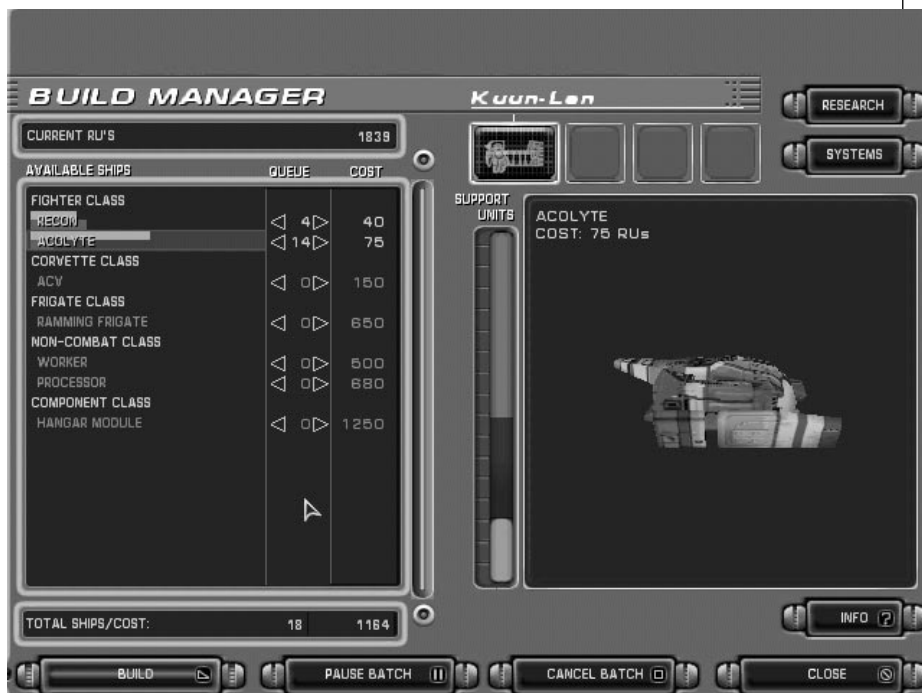 BUILD MANAGER
Kuun-Lan
RESEARCH
SYSTEMS
CURRENT RU'S 1839
AVAILABLE SHIPS QUEUE COST
FIGHTER CLASS
RECON 4 40
ACOLYTE 14 75
CORVETTE CLASS
ACV 0 150
FRIGATE CLASS
RAMMING FRIGATE 0 650
NON-COMBAT CLASS
WORKER 0 500
PROCESSOR 0 680
COMPONENT CLASS
HANGAR MODULE 0 1250
TOTAL SHIPS/COST: 18 1164
SUPPORT
UNITS
ACOLYTE
COST: 75 RUs
INFO ?
BUILD
PAUSE BATCH
CANCEL BATCH
CLOSE